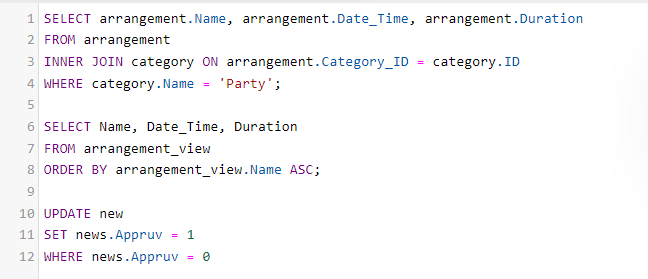 1 SELECT arrangement.Name, arrangement.Date_Time, arrangement.Duration
2 FROM arrangement
3 INNER JOIN category ON arrangement.Category_ID = category.ID
4 WHERE category.Name = 'Party';
5
6 SELECT Name, Date_Time, Duration
7 FROM arrangement_view
8 ORDER BY arrangement_view.Name ASC;
9
10 UPDATE new
11 SET news.Appruv = 1
12 WHERE news.Appruv = 0